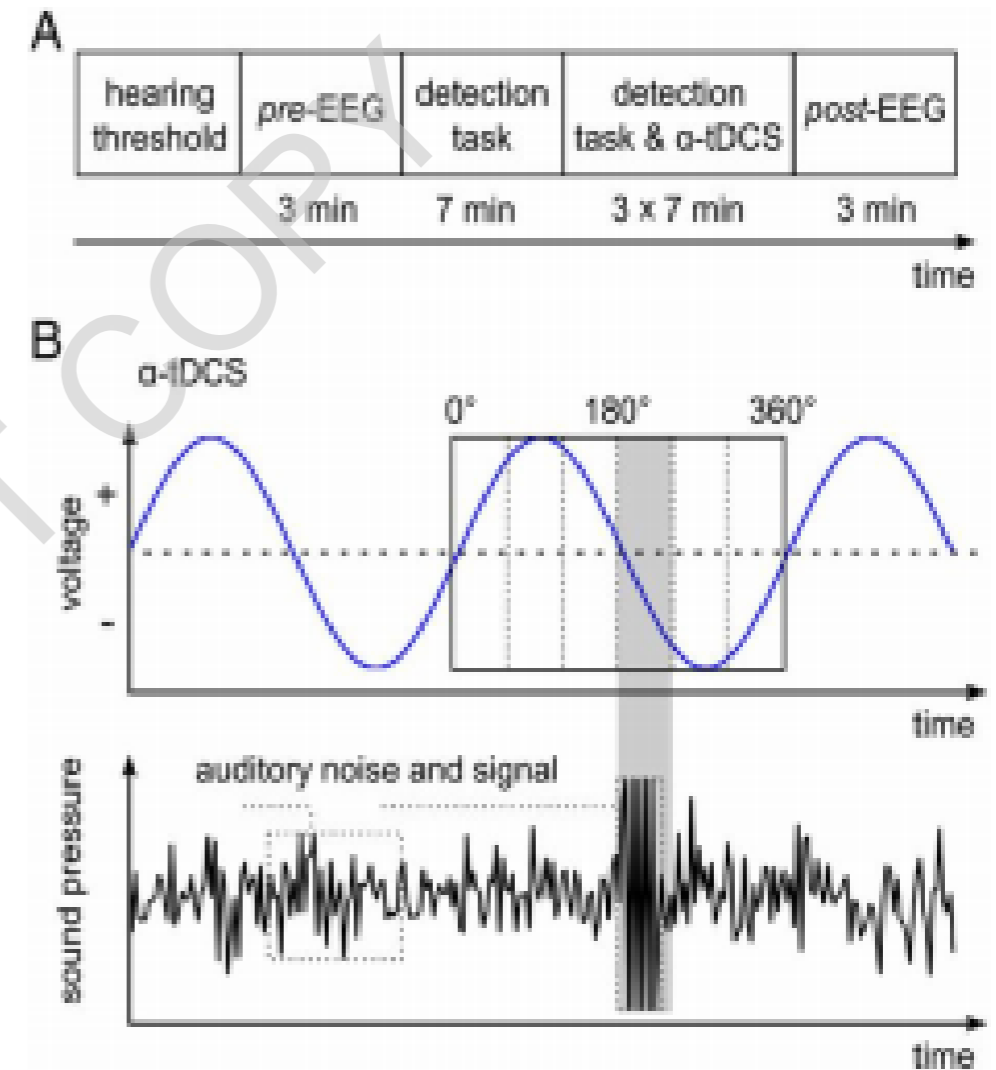 A
hearing
threshold
pre-EEG
detection
task
detection
task & α-tDCS
post-EEG
3 min
7 min
3 x 7 min
3 min
time
B
α-tDCS
0°
180°
360°
voltage
+
-
time
auditory noise and signal
sound pressure
time
COPY